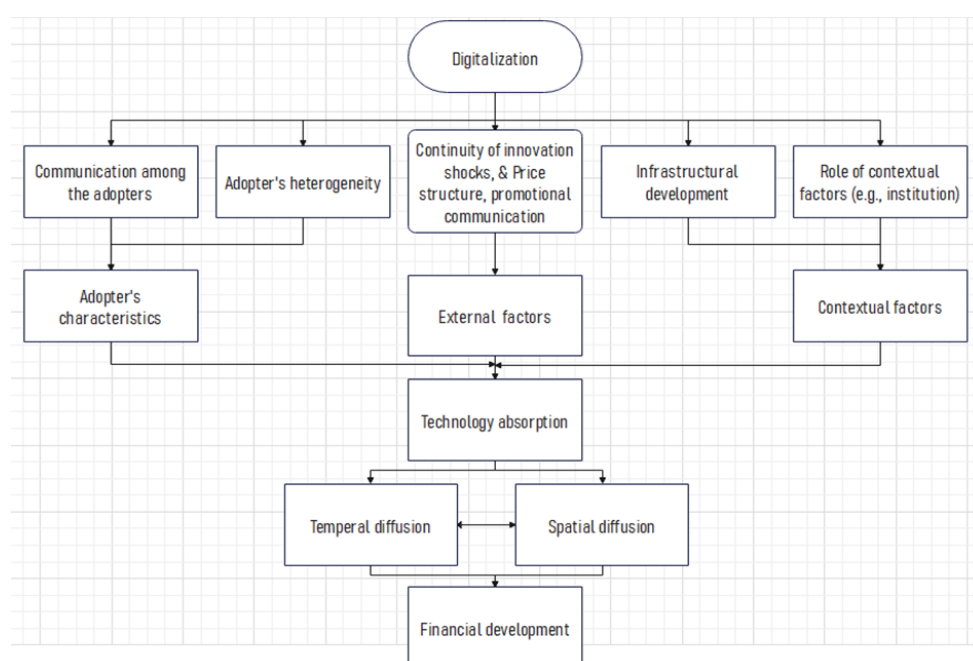 Digitalization
Communication among
the adopters
Adopter's heterogeneity
Continuity of innovation
shocks, & Price
structure, promotional
communication
Infrastructural
development
Role of contextual
factors (e.g., institution)
Adopter's
characteristics
External factors
Contextual factors
Technology absorption
Temperal diffusion
Spatial diffusion
Financial development